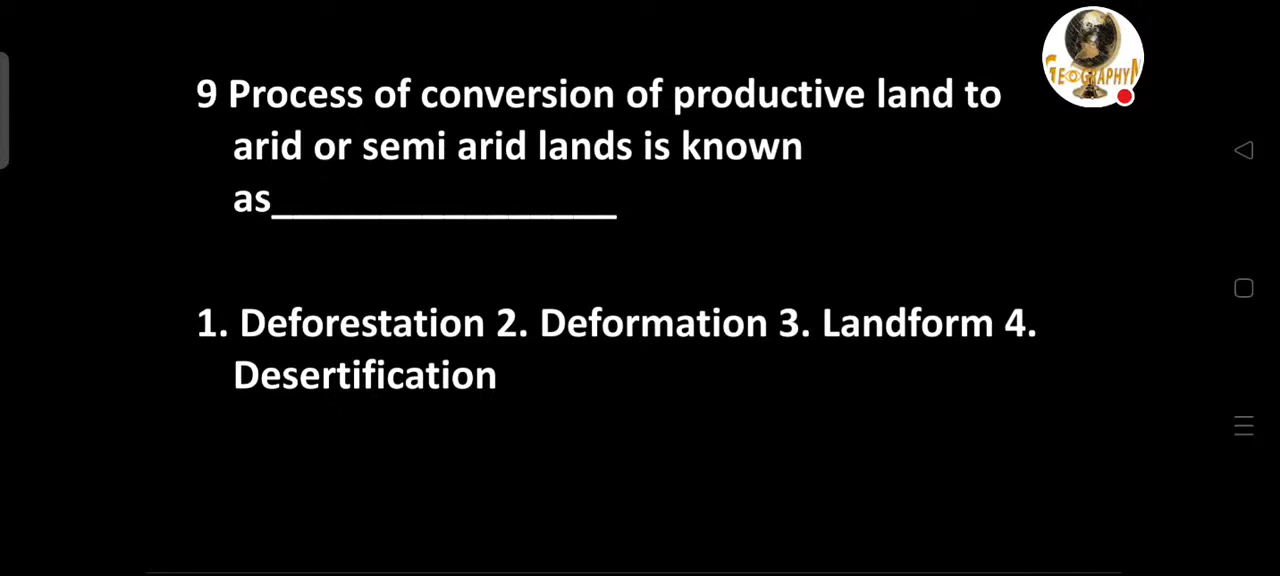 GEOGRAPHY
9 Process of conversion of productive land to
arid or semi arid lands is known
as________________
1. Deforestation 2. Deformation 3. Landform 4.
Desertification